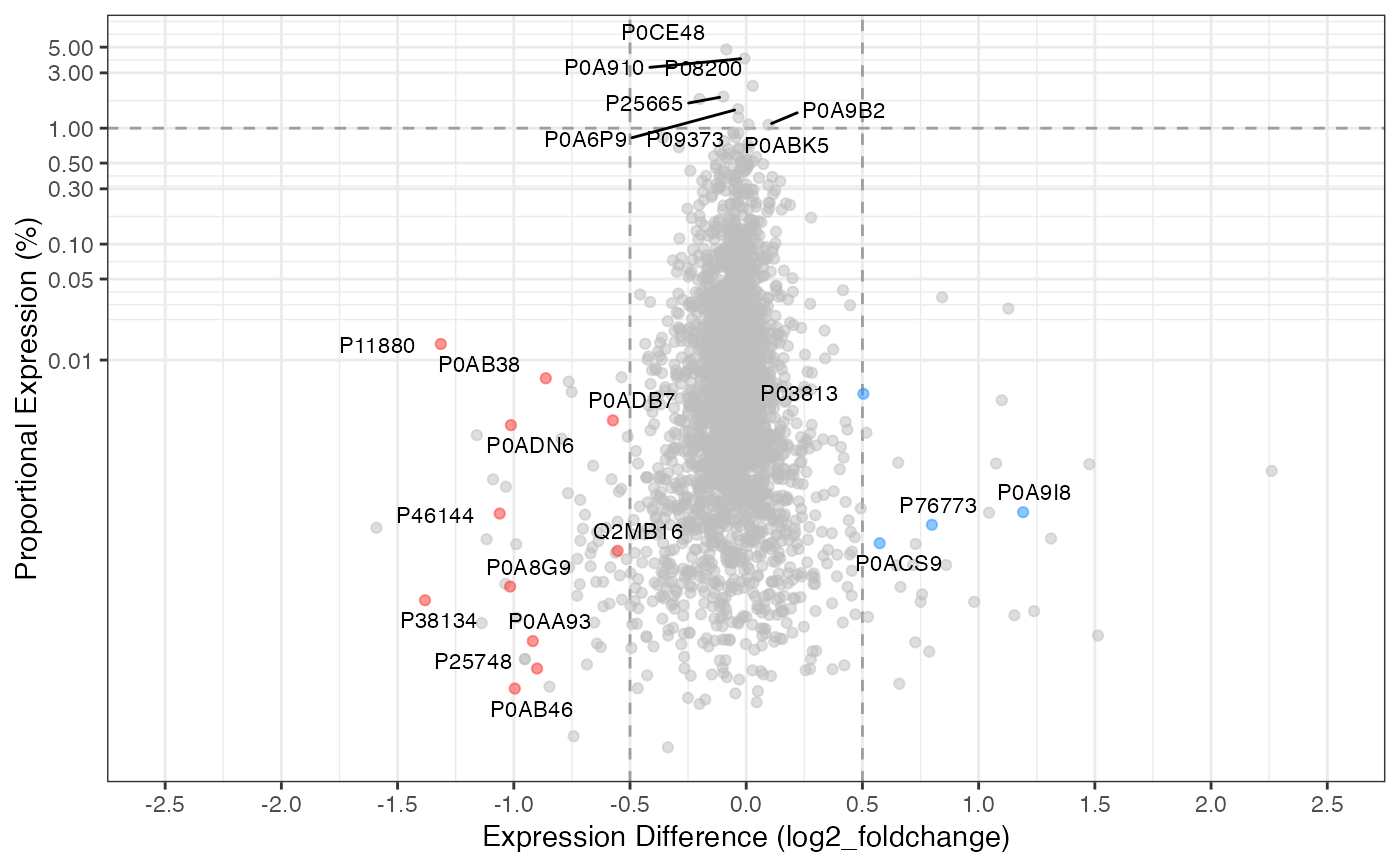 P0CE48
P0A910
P08200
P25665
P0A9B2
P0A6P9
P09373
P0ABK5
P11880
P0AB38
P03813
P0ADB7
P0ADN6
P0A9I8
P76773
P46144
Q2MB16
P0ACS9
P0A8G9
P38134
P0AA93
P25748
P0AB46
5.00
3.00
1.00
0.50
0.30
0.10
0.05
0.01
Proportional Expression (%)
-2.5 -2.0 -1.5 -1.0 -0.5 0.0 0.5 1.0 1.5 2.0 2.5
Expression Difference (log2_foldchange)